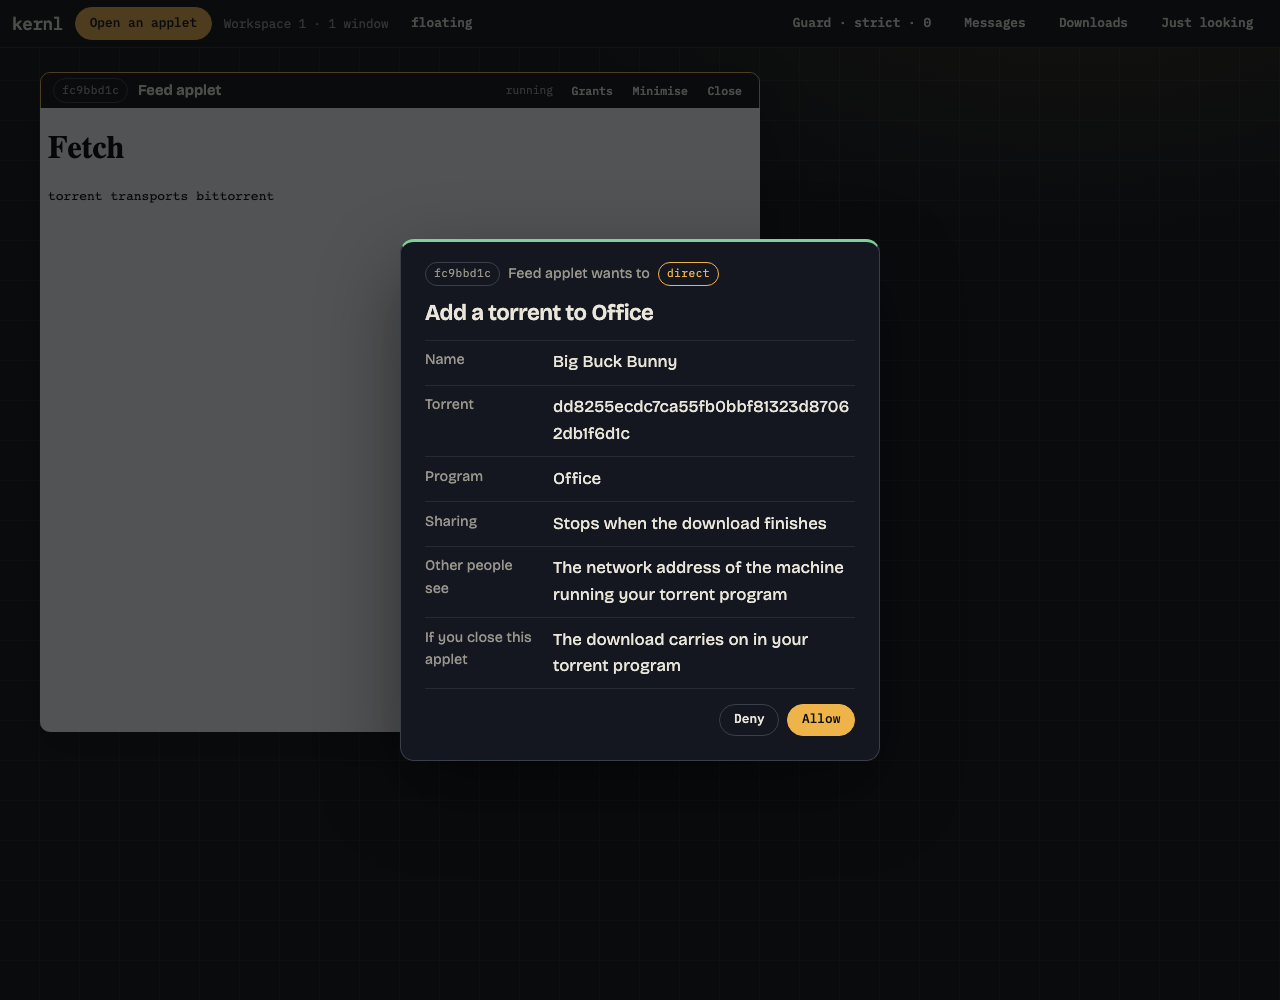 kernl Open an applet Workspace 1 · 1 window floating Guard · strict · 0 Messages Downloads Just looking
fc9bbd1c Feed applet running Grants Minimise Close
Fetch
torrent transports bittorrent
fc9bbd1c Feed applet wants to direct
Add a torrent to Office
Name Big Buck Bunny
Torrent dd8255ecdc7ca55fb0bbf81323d8706
2db1f6d1c
Program Office
Sharing Stops when the download finishes
Other people see The network address of the machine
running your torrent program
If you close this applet The download carries on in your
torrent program
Deny Allow